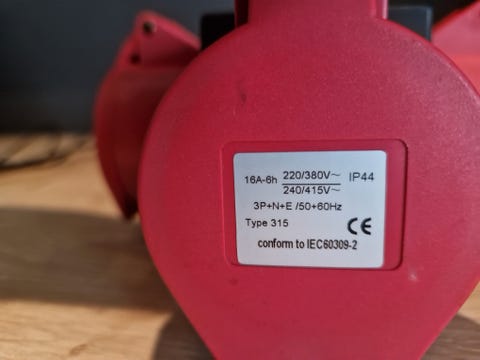 16A-6h 220/380V~ IP44
240/415V~
3P+N+E /50+60Hz
Type 315 CE
conform to IEC60309-2